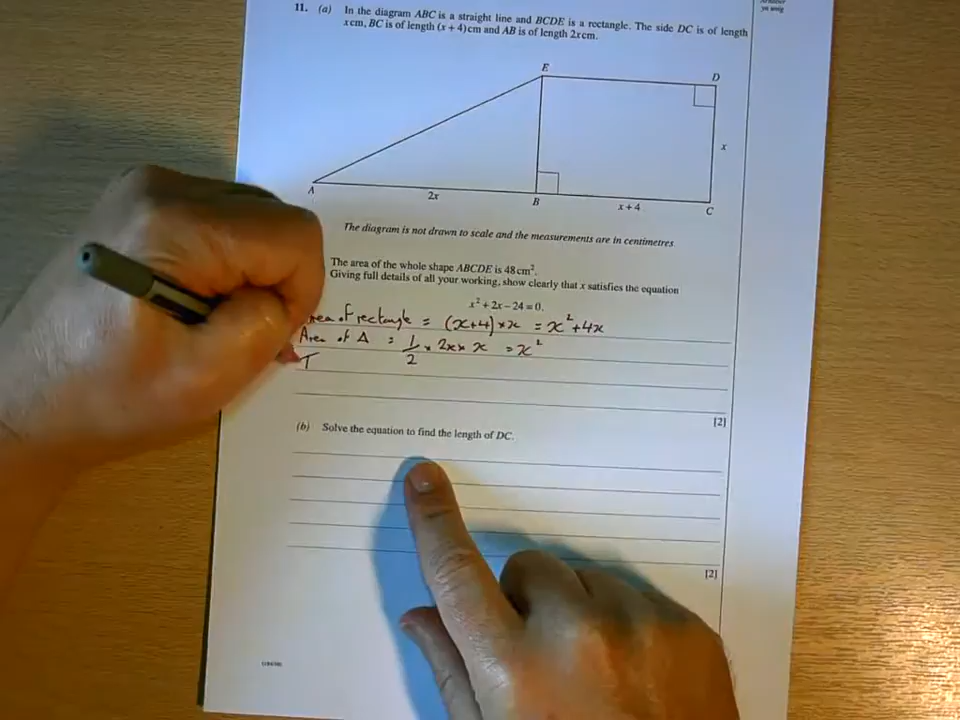 11. (a) In the diagram ABC is a straight line and BCDE is a rectangle. The side DC is of length
x cm, BC is of length (x + 4) cm and AB is of length 2x cm.
E
D
x
A
2x
B
x + 4
C
The diagram is not drawn to scale and the measurements are in centimetres.
The area of the whole shape ABCDE is 48 cm².
Giving full details of all your working, show clearly that x satisfies the equation
x² + 2x − 24 = 0.
rea of rectangle = (x+4) × x = x² + 4x
Area of Δ = 1/2 × 2x × x = x²
T
[2]
(b) Solve the equation to find the length of DC.
[2]